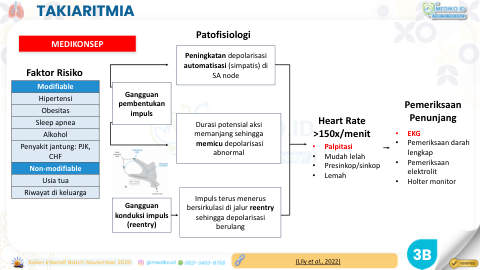 TAKIARITMIA
MEDIKO.ID
MEDIKONSEP
Patofisiologi
Faktor Risiko
Modifiable
Hipertensi
Obesitas
Sleep apnea
Alkohol
Penyakit jantung: PJK,
CHF
Non-modifiable
Usia tua
Riwayat di keluarga
Gangguan
pembentukan
impuls
Gangguan
konduksi impuls
(reentry)
Peningkatan depolarisasi
automatisasi (simpatis) di
SA node
Durasi potensial aksi
memanjang sehingga
memicu depolarisasi
abnormal
Impuls terus menerus
bersirkulasi di jalur reentry
sehingga depolarisasi
berulang
Heart Rate
>150x/menit
• Palpitasi
• Mudah lelah
• Presinkop/sinkop
• Lemah
Pemeriksaan
Penunjang
• EKG
• Pemeriksaan darah
lengkap
• Pemeriksaan
elektrolit
• Holter monitor
(Lily et al., 2022)
3B